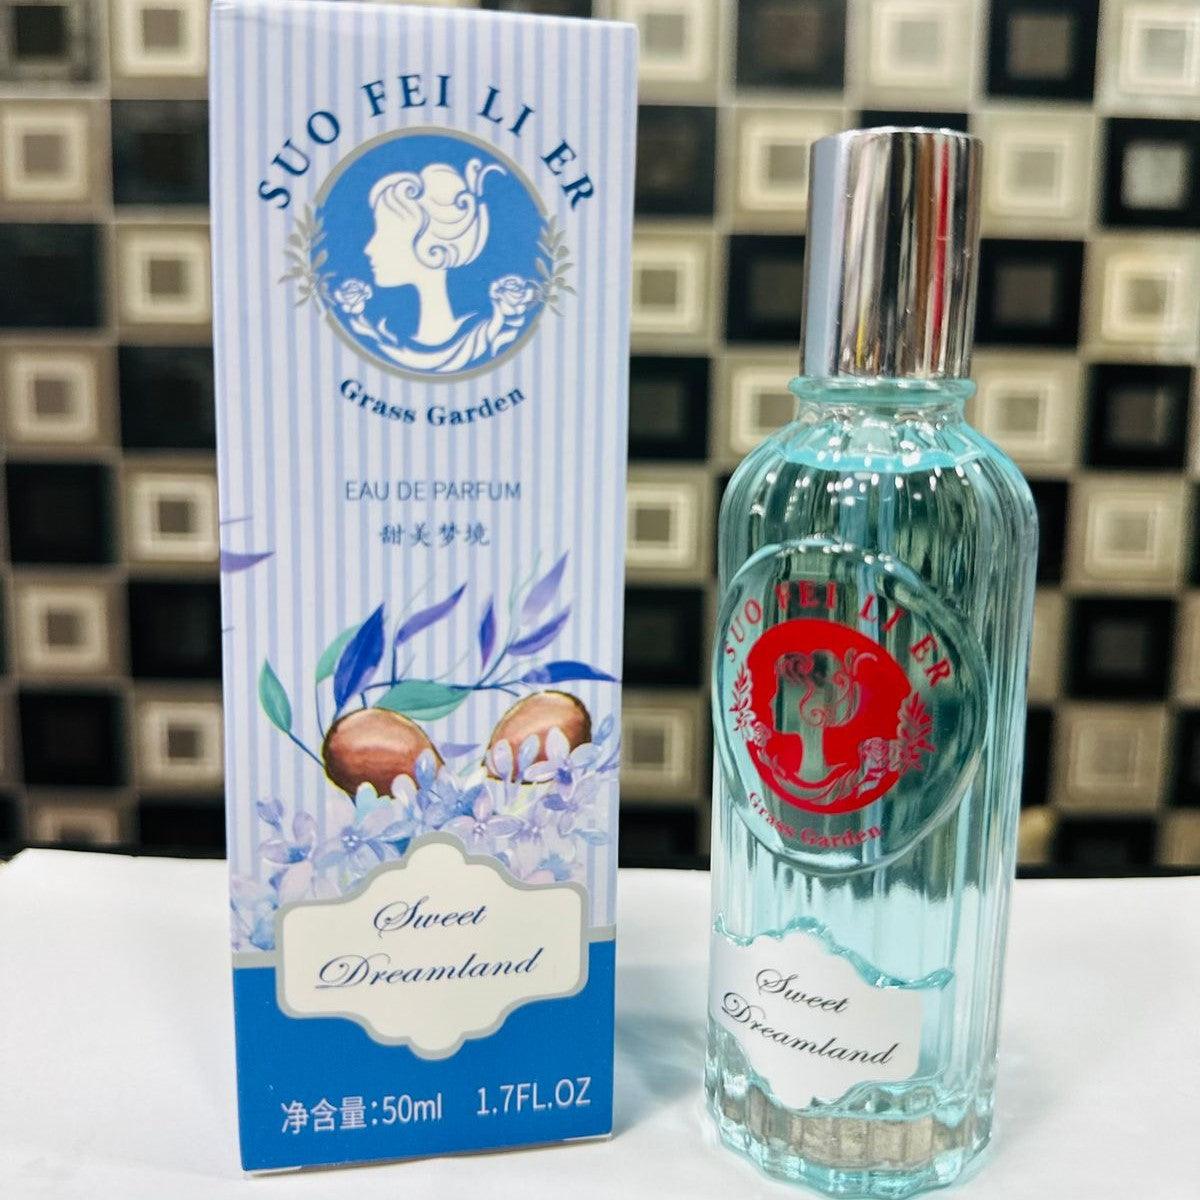 SUO FEI LI ER
Grass Garden
EAU DE PARFUM
甜美梦境
Sweet
Dreamland
净含量:50ml 1.7FL.OZ
SUO FEI LI ER
Grass Garden
Sweet
Dreamland